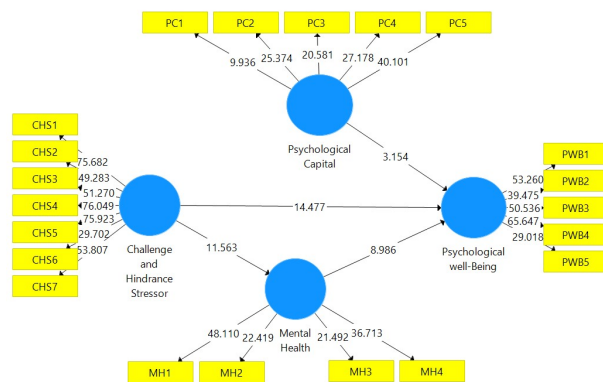 PC1
PC2
PC3
PC4
PC5
9.936
25.374
20.581
27.178
40.101
Psychological
Capital
3.154
CHS1
CHS2
CHS3
CHS4
CHS5
CHS6
CHS7
75.682
49.283
51.270
76.049
75.923
29.702
53.807
Challenge
and
Hindrance
Stressor
14.477
11.563
8.986
Psychological
well-Being
53.260
39.475
50.536
65.647
29.018
PWB1
PWB2
PWB3
PWB4
PWB5
Mental
Health
48.110
22.419
21.492
36.713
MH1
MH2
MH3
MH4